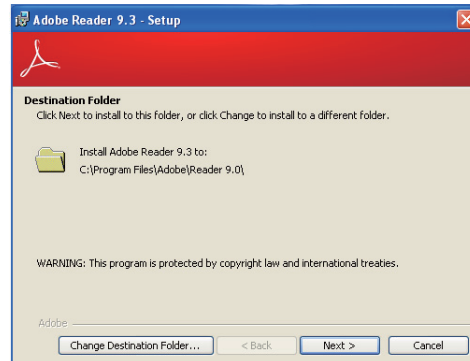 Adobe Reader 9.3 - Setup
Destination Folder
Click Next to install to this folder, or click Change to install to a different folder.
Install Adobe Reader 9.3 to:
C:\Program Files\Adobe\Reader 9.0\
WARNING: This program is protected by copyright law and international treaties.
Adobe
Change Destination Folder... < Back Next > Cancel